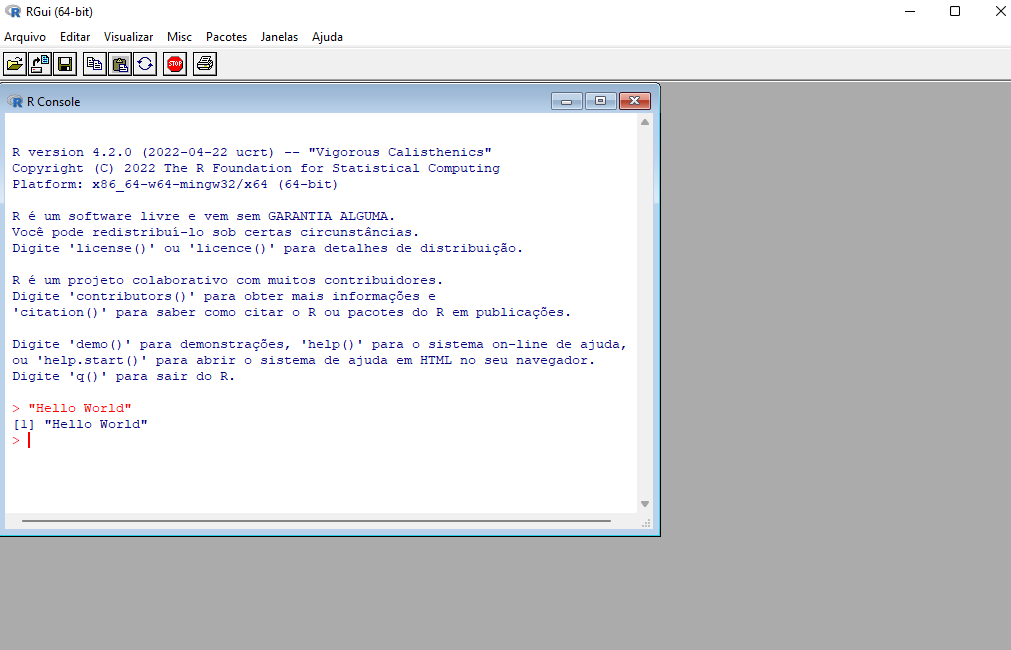 RGui (64-bit)
Arquivo Editar Visualizar Misc Pacotes Janelas Ajuda
STOP
R Console
R version 4.2.0 (2022-04-22 ucrt) -- "Vigorous Calisthenics"
Copyright (C) 2022 The R Foundation for Statistical Computing
Platform: x86_64-w64-mingw32/x64 (64-bit)
R é um software livre e vem sem GARANTIA ALGUMA.
Você pode redistribuí-lo sob certas circunstâncias.
Digite 'license()' ou 'licence()' para detalhes de distribuição.
R é um projeto colaborativo com muitos contribuidores.
Digite 'contributors()' para obter mais informações e
'citation()' para saber como citar o R ou pacotes do R em publicações.
Digite 'demo()' para demonstrações, 'help()' para o sistema on-line de ajuda,
ou 'help.start()' para abrir o sistema de ajuda em HTML no seu navegador.
Digite 'q()' para sair do R.
> "Hello World"
[1] "Hello World"
>